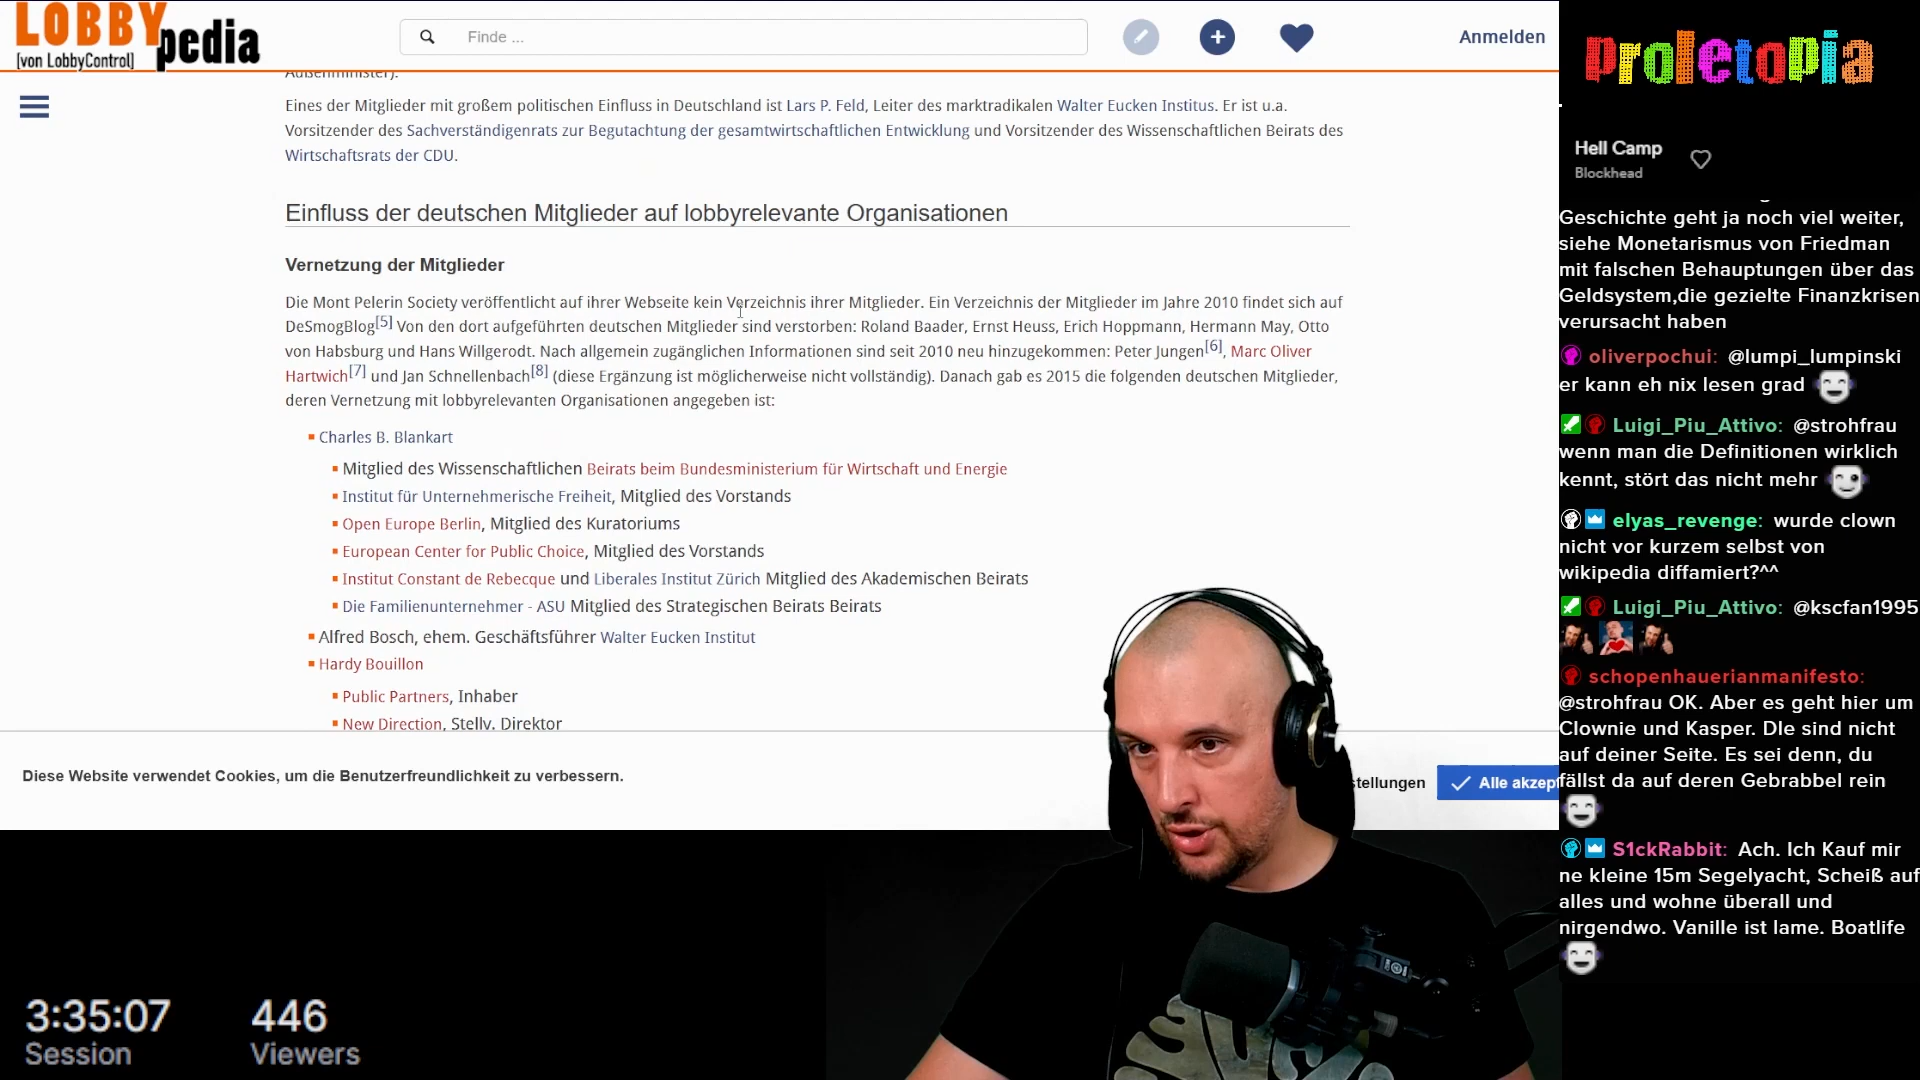 LOBBYpedia
[von LobbyControl]
Finde ...
Anmelden
Außenminister).
Eines der Mitglieder mit großem politischen Einfluss in Deutschland ist Lars P. Feld, Leiter des marktradikalen Walter Eucken Institus. Er ist u.a.
Vorsitzender des Sachverständigenrats zur Begutachtung der gesamtwirtschaftlichen Entwicklung und Vorsitzender des Wissenschaftlichen Beirats des
Wirtschaftsrats der CDU.
Einfluss der deutschen Mitglieder auf lobbyrelevante Organisationen
Vernetzung der Mitglieder
Die Mont Pelerin Society veröffentlicht auf ihrer Webseite kein Verzeichnis ihrer Mitglieder. Ein Verzeichnis der Mitglieder im Jahre 2010 findet sich auf
DeSmogBlog[5] Von den dort aufgeführten deutschen Mitglieder sind verstorben: Roland Baader, Ernst Heuss, Erich Hoppmann, Hermann May, Otto
von Habsburg und Hans Willgerodt. Nach allgemein zugänglichen Informationen sind seit 2010 neu hinzugekommen: Peter Jungen[6], Marc Oliver
Hartwich[7] und Jan Schnellenbach[8] (diese Ergänzung ist möglicherweise nicht vollständig). Danach gab es 2015 die folgenden deutschen Mitglieder,
deren Vernetzung mit lobbyrelevanten Organisationen angegeben ist:
Charles B. Blankart
Mitglied des Wissenschaftlichen Beirats beim Bundesministerium für Wirtschaft und Energie
Institut für Unternehmerische Freiheit, Mitglied des Vorstands
Open Europe Berlin, Mitglied des Kuratoriums
European Center for Public Choice, Mitglied des Vorstands
Institut Constant de Rebecque und Liberales Institut Zürich Mitglied des Akademischen Beirats
Die Familienunternehmer - ASU Mitglied des Strategischen Beirats Beirats
Alfred Bosch, ehem. Geschäftsführer Walter Eucken Institut
Hardy Bouillon
Public Partners, Inhaber
New Direction, Stellv. Direktor
Diese Website verwendet Cookies, um die Benutzerfreundlichkeit zu verbessern.
stellungen
Alle akzept
3:35:07
Session
446
Viewers
Proletopia
Hell Camp
Blockhead
Geschichte geht ja noch viel weiter,
siehe Monetarismus von Friedman
mit falschen Behauptungen über das
Geldsystem,die gezielte Finanzkrisen
verursacht haben
oliverpochui: @lumpi_lumpinski
er kann eh nix lesen grad
Luigi_Piu_Attivo: @strohfrau
wenn man die Definitionen wirklich
kennt, stört das nicht mehr
elyas_revenge: wurde clown
nicht vor kurzem selbst von
wikipedia diffamiert?^^
Luigi_Piu_Attivo: @kscfan1995
schopenhauerianmanifesto:
@strohfrau OK. Aber es geht hier um
Clownie und Kasper. DIe sind nicht
auf deiner Seite. Es sei denn, du
fällst da auf deren Gebrabbel rein
S1ckRabbit: Ach. Ich Kauf mir
ne kleine 15m Segelyacht, Scheiß auf
alles und wohne überall und
nirgendwo. Vanille ist lame. Boatlife